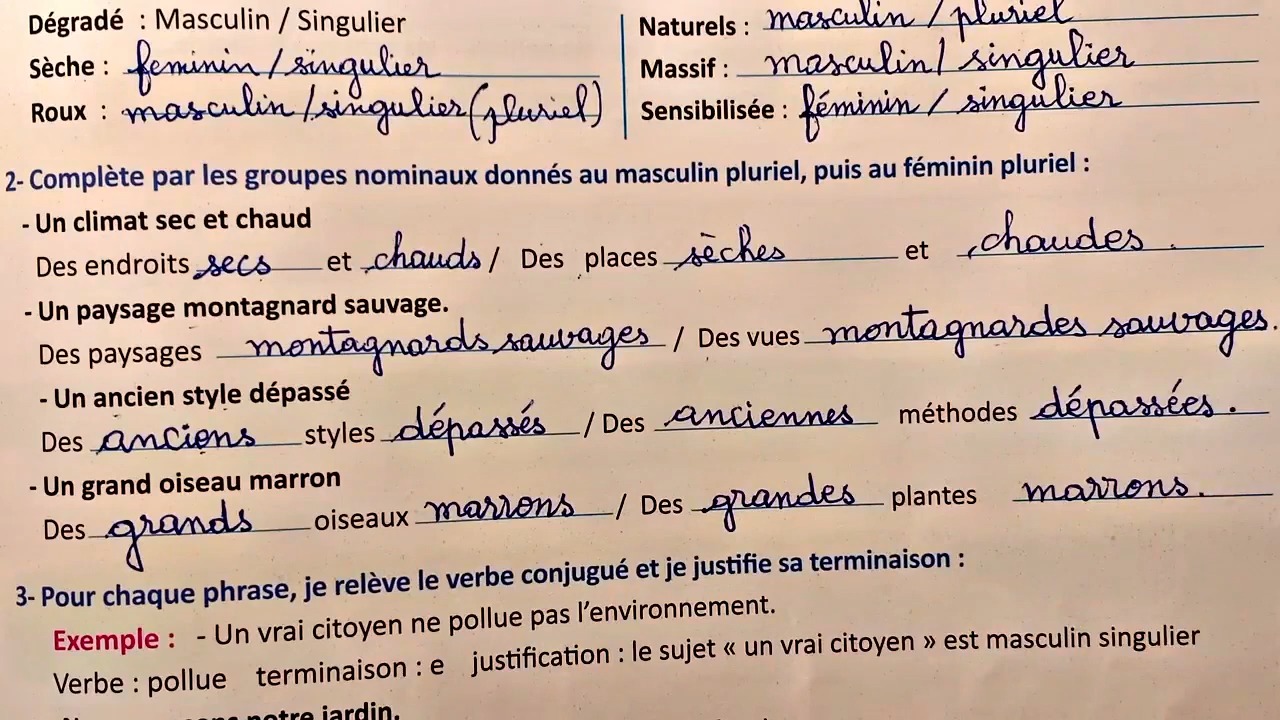 Dégradé : Masculin / Singulier
Naturels : masculin / pluriel
Sèche : feminin / singulier
Massif : masculin / singulier
Roux : masculin / singulier (pluriel)
Sensibilisée : féminin / singulier
2- Complète par les groupes nominaux donnés au masculin pluriel, puis au féminin pluriel :
- Un climat sec et chaud
Des endroits secs et chauds / Des places sèches et chaudes.
- Un paysage montagnard sauvage.
Des paysages montagnards sauvages / Des vues montagnardes sauvages.
- Un ancien style dépassé
Des anciens styles dépassés / Des anciennes méthodes dépassées.
- Un grand oiseau marron
Des grands oiseaux marrons / Des grandes plantes marrons.
3- Pour chaque phrase, je relève le verbe conjugué et je justifie sa terminaison :
Exemple : - Un vrai citoyen ne pollue pas l'environnement.
Verbe : pollue terminaison : e justification : le sujet « un vrai citoyen » est masculin singulier
notre jardin.